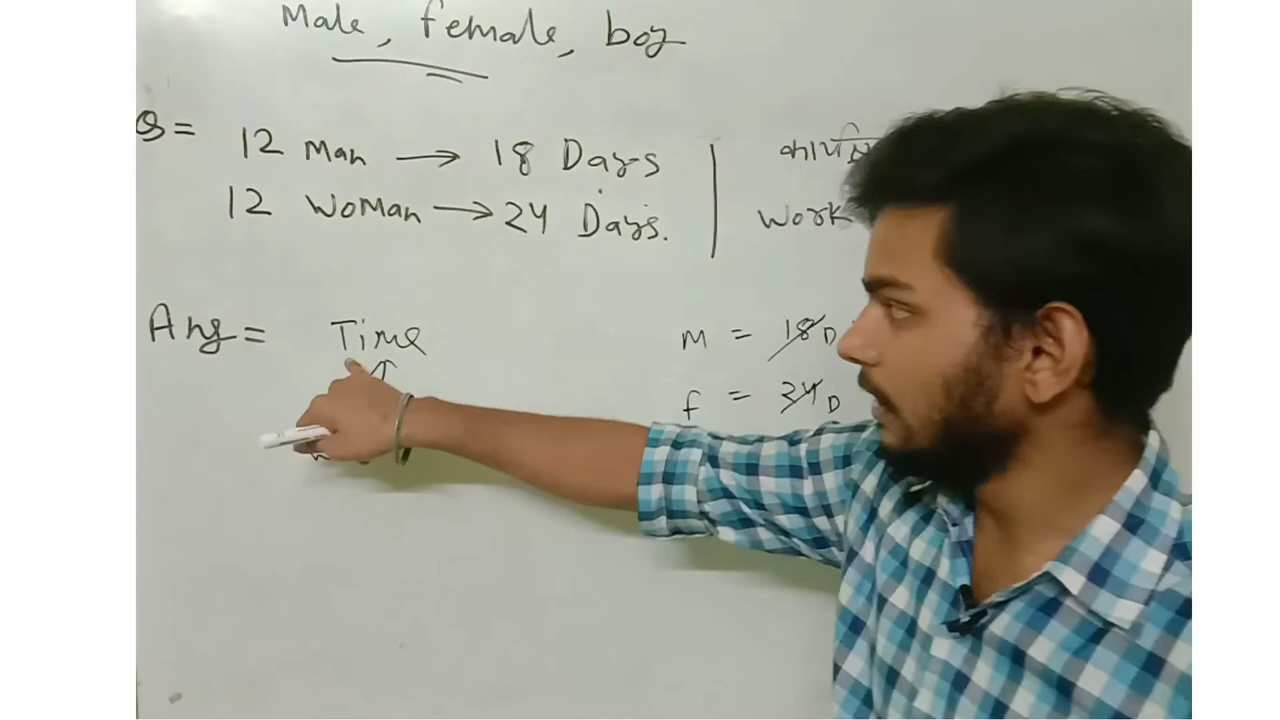 Male, female, boy
Q = 12 Man → 18 Days
12 Woman → 24 Days.
work
Ans = Time
m = 18 D
f = 24 D